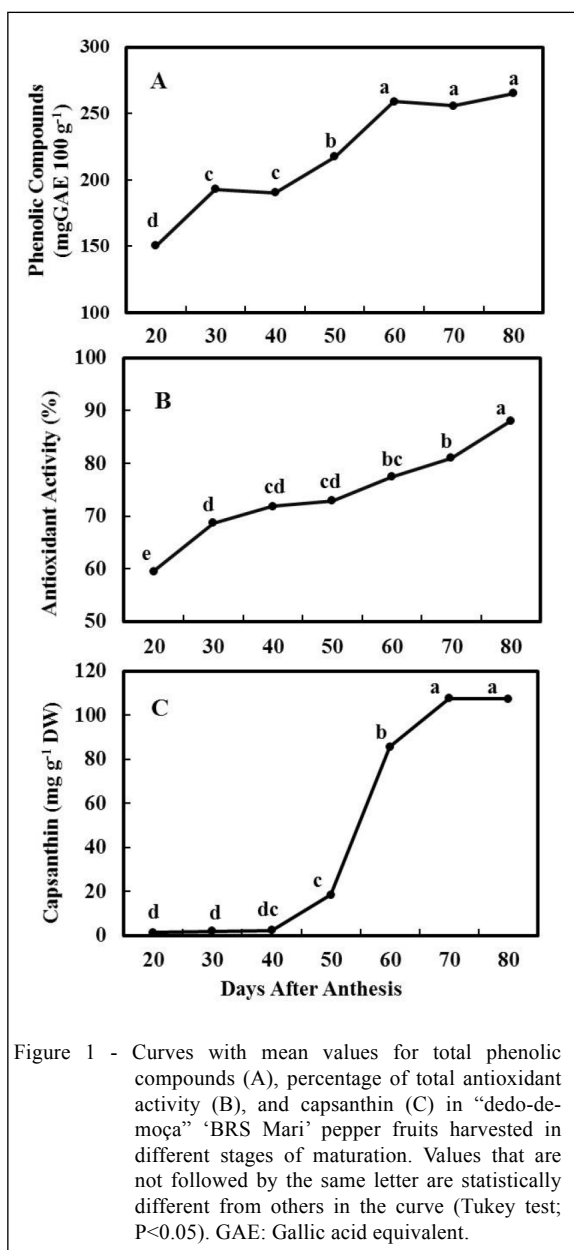 300
A
a
a
a
250
b
200
c
c
150
d
100
Phenolic Compounds
(mgGAE 100 g⁻¹)
20 30 40 50 60 70 80
100
B
a
90
b
80
bc
cd
cd
70
d
60
e
50
Antioxidant Activity (%)
20 30 40 50 60 70 80
120
C
a
a
100
b
80
60
40
20
c
d
d
dc
0
Capsanthin (mg g⁻¹ DW)
20 30 40 50 60 70 80
Days After Anthesis
Figure 1 - Curves with mean values for total phenolic
compounds (A), percentage of total antioxidant
activity (B), and capsanthin (C) in “dedo-de-
moça” ‘BRS Mari’ pepper fruits harvested in
different stages of maturation. Values that are
not followed by the same letter are statistically
different from others in the curve (Tukey test;
P<0.05). GAE: Gallic acid equivalent.